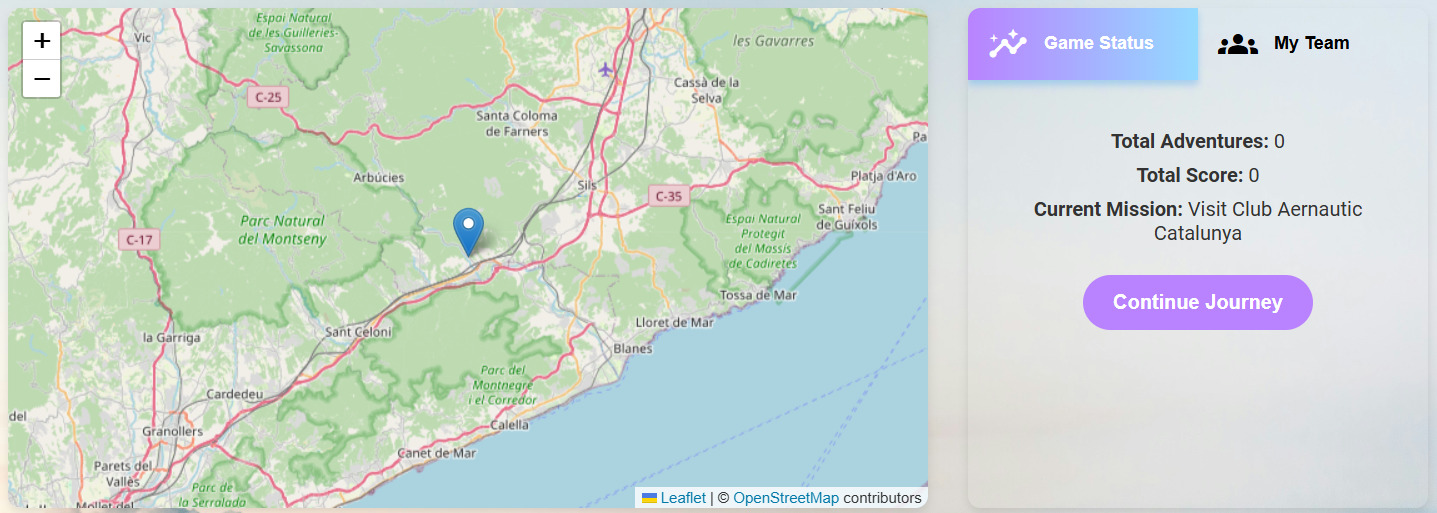 +
−
Vic
Espai Natural
de les Guilleries-
Savassona
les Gavarres
C-25
Cassà de la
Selva
Santa Coloma
de Farners
Pa
Arbúcies
Sils
C-35
Platja d'Aro
Parc Natural
del Montseny
C-17
Espai Natural
Protegit
del Massís
de Cadiretes
Sant Feliu
de Guíxols
Tossa de Mar
la Garriga
Sant Celoni
Lloret de Mar
Blanes
Parc del
Montnegre
i el Corredor
Cardedeu
del
Granollers
Calella
Canet de Mar
Parets del
Vallès
Parc de
la Serralada
Mollet del
Leaflet | © OpenStreetMap contributors
Game Status
My Team
Total Adventures: 0
Total Score: 0
Current Mission: Visit Club Aernautic
Catalunya
Continue Journey